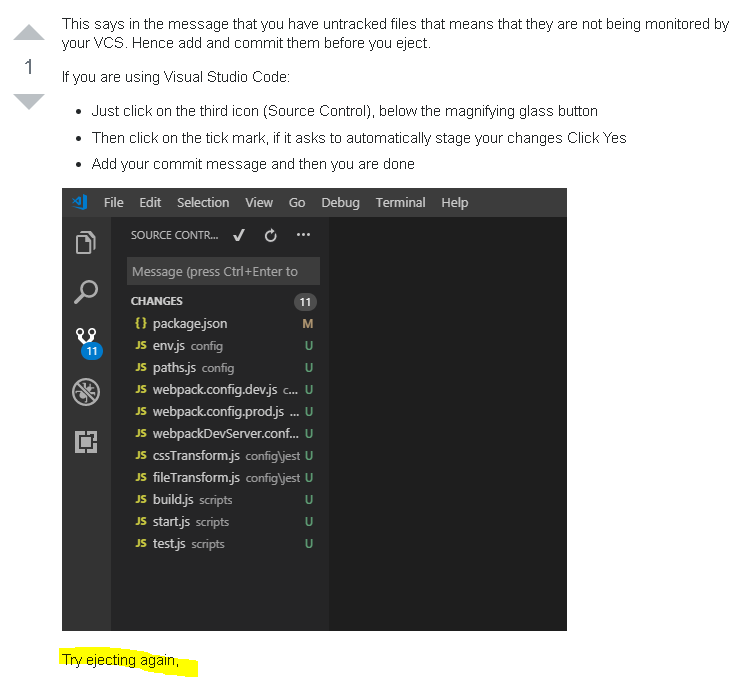 This says in the message that you have untracked files that means that they are not being monitored by
your VCS. Hence add and commit them before you eject.
1
If you are using Visual Studio Code:
• Just click on the third icon (Source Control), below the magnifying glass button
• Then click on the tick mark, if it asks to automatically stage your changes Click Yes
• Add your commit message and then you are done
File Edit Selection View Go Debug Terminal Help
SOURCE CONTR...
Message (press Ctrl+Enter to
CHANGES 11
{} package.json M
JS env.js config U
11
JS paths.js config U
JS webpack.config.dev.js c... U
JS webpack.config.prod.js ... U
JS webpackDevServer.conf... U
JS cssTransform.js config\jest U
JS fileTransform.js config\jest U
JS build.js scripts U
JS start.js scripts U
JS test.js scripts U
Try ejecting again,